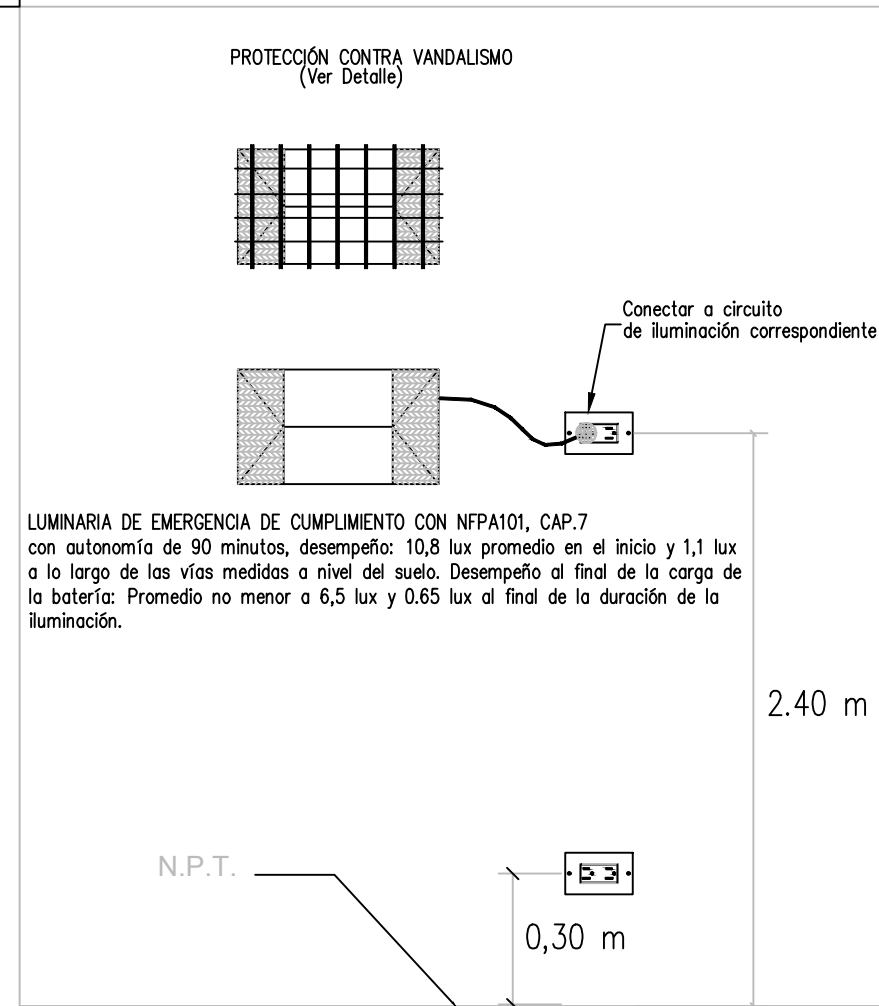 PROTECCIÓN CONTRA VANDALISMO
(Ver Detalle)
Conectar a circuito
de iluminación correspondiente
LUMINARIA DE EMERGENCIA DE CUMPLIMIENTO CON NFPA101, CAP.7
con autonomía de 90 minutos, desempeño: 10,8 lux promedio en el inicio y 1,1 lux
a lo largo de las vías medidas a nivel del suelo. Desempeño al final de la carga de
la batería: Promedio no menor a 6,5 lux y 0.65 lux al final de la duración de la
iluminación.
2.40 m
N.P.T.
0,30 m